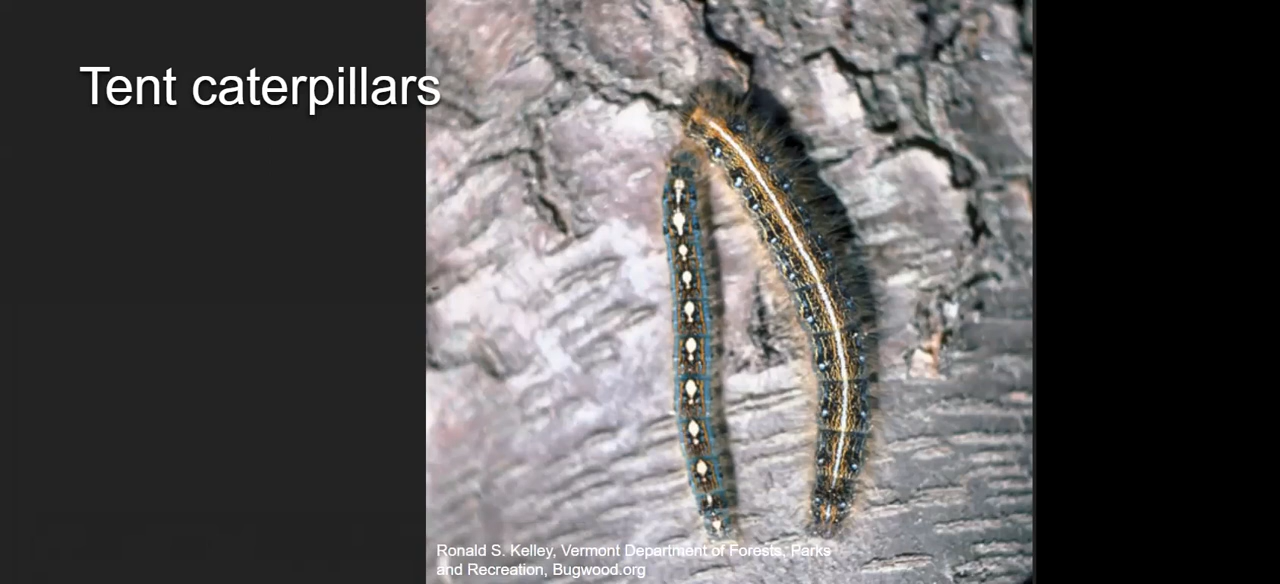 Tent caterpillars
Ronald S. Kelley, Vermont Department of Forests, Parks
and Recreation, Bugwood.org